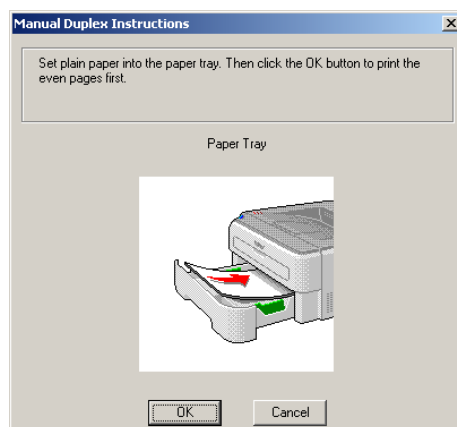 Manual Duplex Instructions
Set plain paper into the paper tray. Then click the OK button to print the
even pages first.
Paper Tray
OK
Cancel